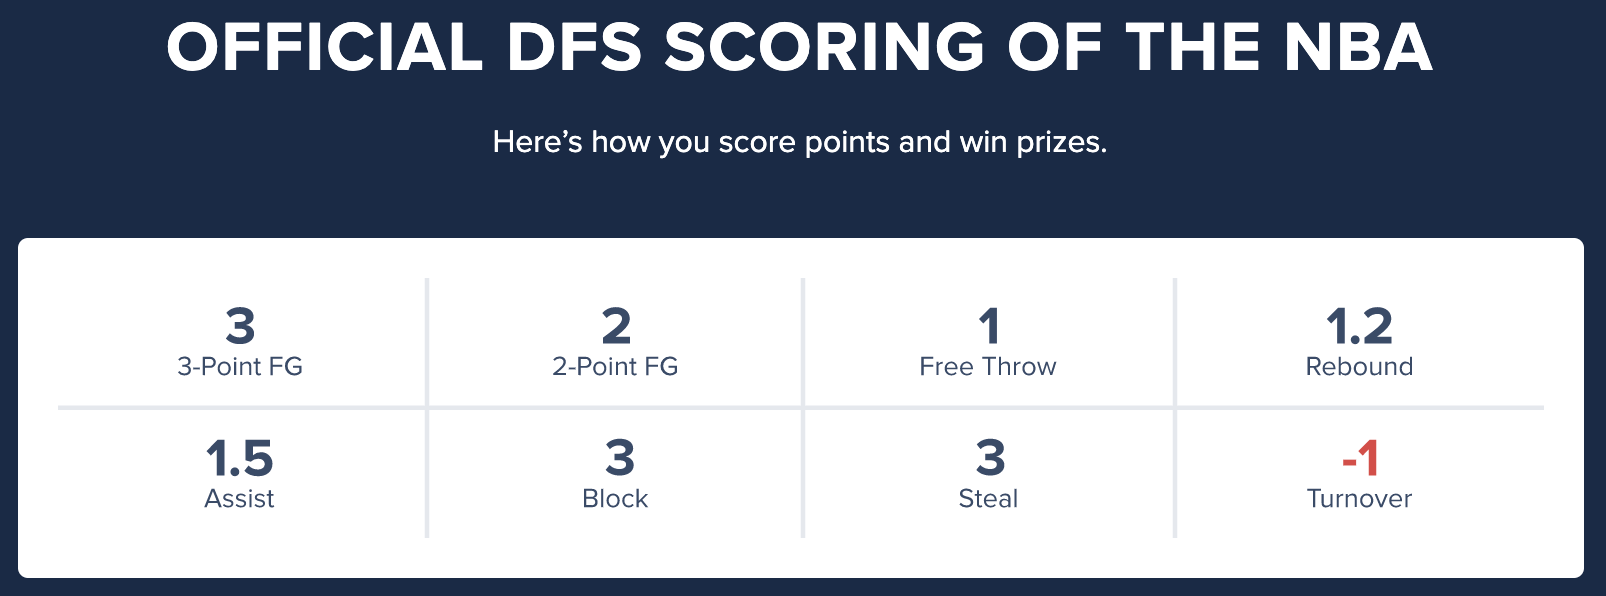 OFFICIAL DFS SCORING OF THE NBA
Here’s how you score points and win prizes.
3
3-Point FG
2
2-Point FG
1
Free Throw
1.2
Rebound
1.5
Assist
3
Block
3
Steal
-1
Turnover